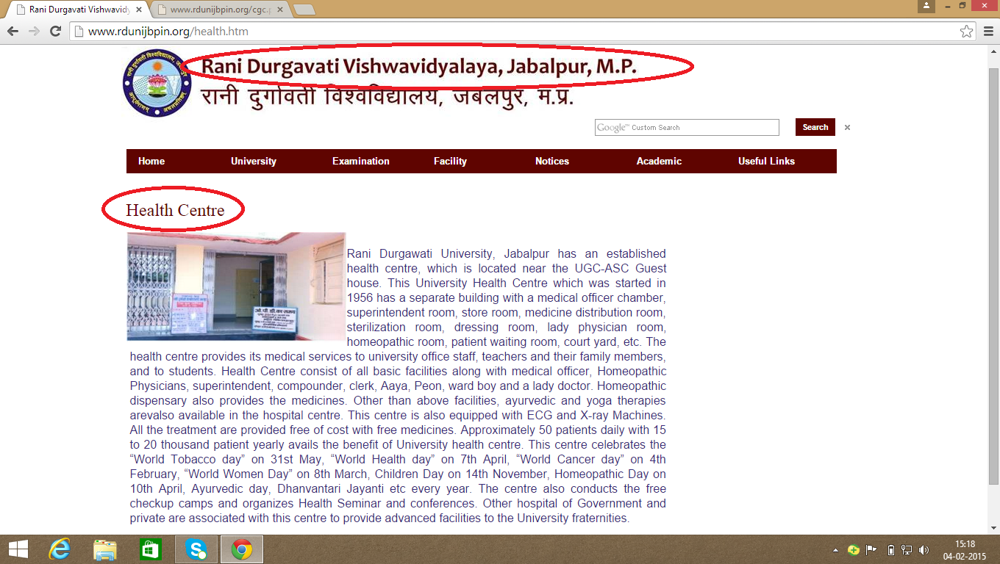 Rani Durgavati Vishwavidy
www.rdunijbpin.org/cgc.p
www.rdunijbpin.org/health.htm
Rani Durgavati Vishwavidyalaya, Jabalpur, M.P.
रानी दुर्गावती विश्वविद्यालय, जबलपुर, म.प्र.
Google™ Custom Search
Search
Home University Examination Facility Notices Academic Useful Links
Health Centre
ओ.पी.डी.का समय
Rani Durgawati University, Jabalpur has an established
health centre, which is located near the UGC-ASC Guest
house. This University Health Centre which was started in
1956 has a separate building with a medical officer chamber,
superintendent room, store room, medicine distribution room,
sterilization room, dressing room, lady physician room,
homeopathic room, patient waiting room, court yard, etc. The
health centre provides its medical services to university office staff, teachers and their family members,
and to students. Health Centre consist of all basic facilities along with medical officer, Homeopathic
Physicians, superintendent, compounder, clerk, Aaya, Peon, ward boy and a lady doctor. Homeopathic
dispensary also provides the medicines. Other than above facilities, ayurvedic and yoga therapies
arevalso available in the hospital centre. This centre is also equipped with ECG and X-ray Machines.
All the treatment are provided free of cost with free medicines. Approximately 50 patients daily with 15
to 20 thousand patient yearly avails the benefit of University health centre. This centre celebrates the
“World Tobacco day” on 31st May, “World Health day” on 7th April, “World Cancer day” on 4th
February, “World Women Day” on 8th March, Children Day on 14th November, Homeopathic Day on
10th April, Ayurvedic day, Dhanvantari Jayanti etc every year. The centre also conducts the free
checkup camps and organizes Health Seminar and conferences. Other hospital of Government and
private are associated with this centre to provide advanced facilities to the University fraternities.
15:18
04-02-2015